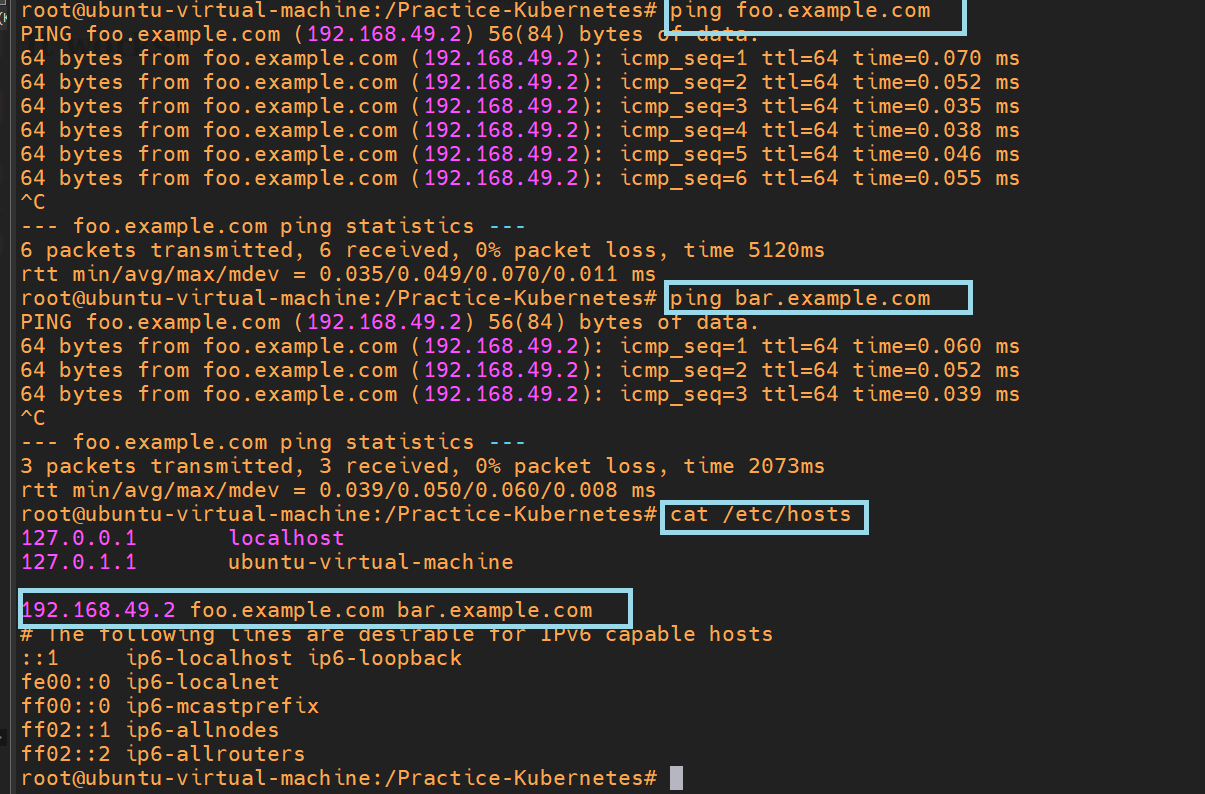 root@ubuntu-virtual-machine:/Practice-Kubernetes# ping foo.example.com
PING foo.example.com (192.168.49.2) 56(84) bytes of data.
64 bytes from foo.example.com (192.168.49.2): icmp_seq=1 ttl=64 time=0.070 ms
64 bytes from foo.example.com (192.168.49.2): icmp_seq=2 ttl=64 time=0.052 ms
64 bytes from foo.example.com (192.168.49.2): icmp_seq=3 ttl=64 time=0.035 ms
64 bytes from foo.example.com (192.168.49.2): icmp_seq=4 ttl=64 time=0.038 ms
64 bytes from foo.example.com (192.168.49.2): icmp_seq=5 ttl=64 time=0.046 ms
64 bytes from foo.example.com (192.168.49.2): icmp_seq=6 ttl=64 time=0.055 ms
^C
--- foo.example.com ping statistics ---
6 packets transmitted, 6 received, 0% packet loss, time 5120ms
rtt min/avg/max/mdev = 0.035/0.049/0.070/0.011 ms
root@ubuntu-virtual-machine:/Practice-Kubernetes# ping bar.example.com
PING foo.example.com (192.168.49.2) 56(84) bytes of data.
64 bytes from foo.example.com (192.168.49.2): icmp_seq=1 ttl=64 time=0.060 ms
64 bytes from foo.example.com (192.168.49.2): icmp_seq=2 ttl=64 time=0.052 ms
64 bytes from foo.example.com (192.168.49.2): icmp_seq=3 ttl=64 time=0.039 ms
^C
--- foo.example.com ping statistics ---
3 packets transmitted, 3 received, 0% packet loss, time 2073ms
rtt min/avg/max/mdev = 0.039/0.050/0.060/0.008 ms
root@ubuntu-virtual-machine:/Practice-Kubernetes# cat /etc/hosts
127.0.0.1 localhost
127.0.1.1 ubuntu-virtual-machine
192.168.49.2 foo.example.com bar.example.com
# The following lines are desirable for IPv6 capable hosts
::1 ip6-localhost ip6-loopback
fe00::0 ip6-localnet
ff00::0 ip6-mcastprefix
ff02::1 ip6-allnodes
ff02::2 ip6-allrouters
root@ubuntu-virtual-machine:/Practice-Kubernetes#